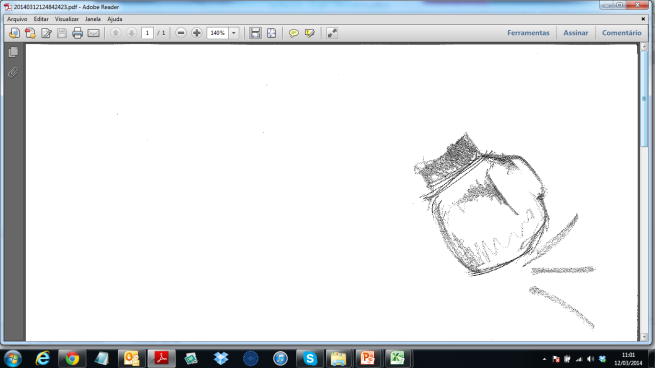 20140312124842423.pdf - Adobe Reader
Arquivo Editar Visualizar Janela Ajuda
1 / 1 140% Ferramentas Assinar Comentário
11:01
12/03/2014